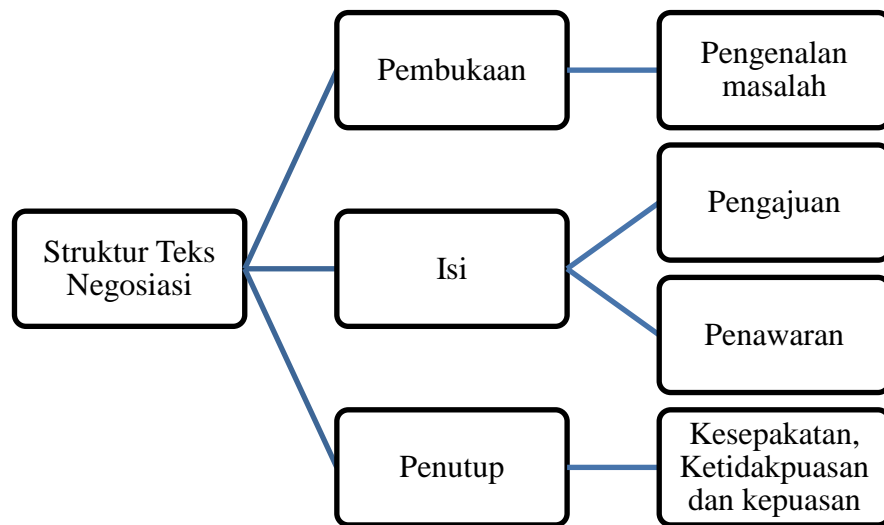 Struktur Teks
Negosiasi
Pembukaan
Pengenalan
masalah
Isi
Pengajuan
Penawaran
Penutup
Kesepakatan,
Ketidakpuasan
dan kepuasan